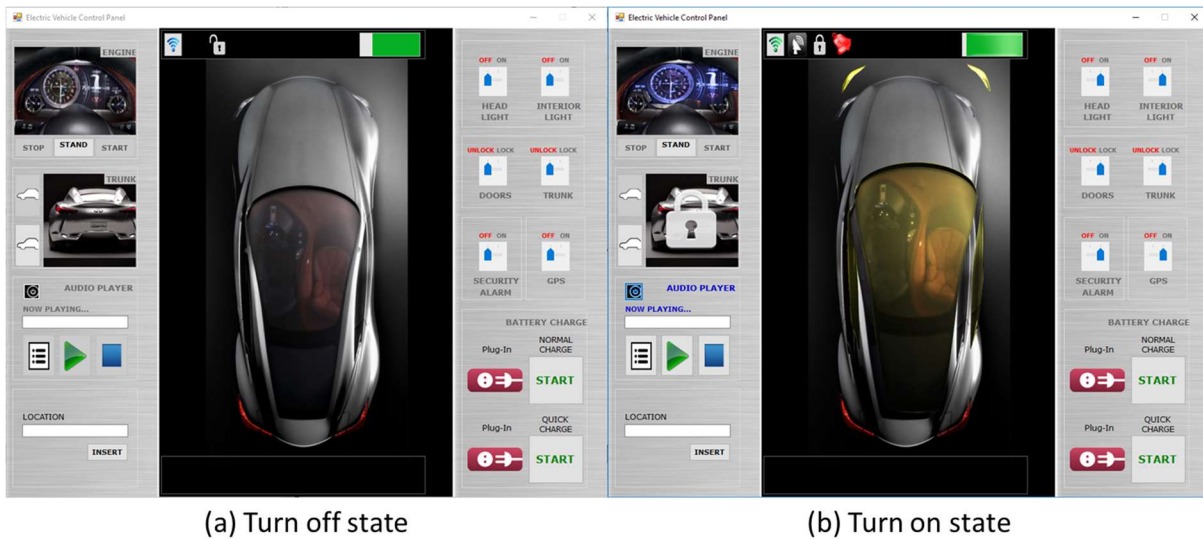 Electric Vehicle Control Panel
ENGINE
STOP STAND START
TRUNK
AUDIO PLAYER
NOW PLAYING...
LOCATION
INSERT
OFF ON OFF ON
HEAD LIGHT INTERIOR LIGHT
UNLOCK LOCK UNLOCK LOCK
DOORS TRUNK
OFF ON OFF ON
SECURITY ALARM GPS
BATTERY CHARGE
Plug-In NORMAL CHARGE
START
Plug-In QUICK CHARGE
START
(a) Turn off state
Electric Vehicle Control Panel
ENGINE
STOP STAND START
TRUNK
AUDIO PLAYER
NOW PLAYING...
LOCATION
INSERT
OFF ON OFF ON
HEAD LIGHT INTERIOR LIGHT
UNLOCK LOCK UNLOCK LOCK
DOORS TRUNK
OFF ON OFF ON
SECURITY ALARM GPS
BATTERY CHARGE
Plug-In NORMAL CHARGE
START
Plug-In QUICK CHARGE
START
(b) Turn on state